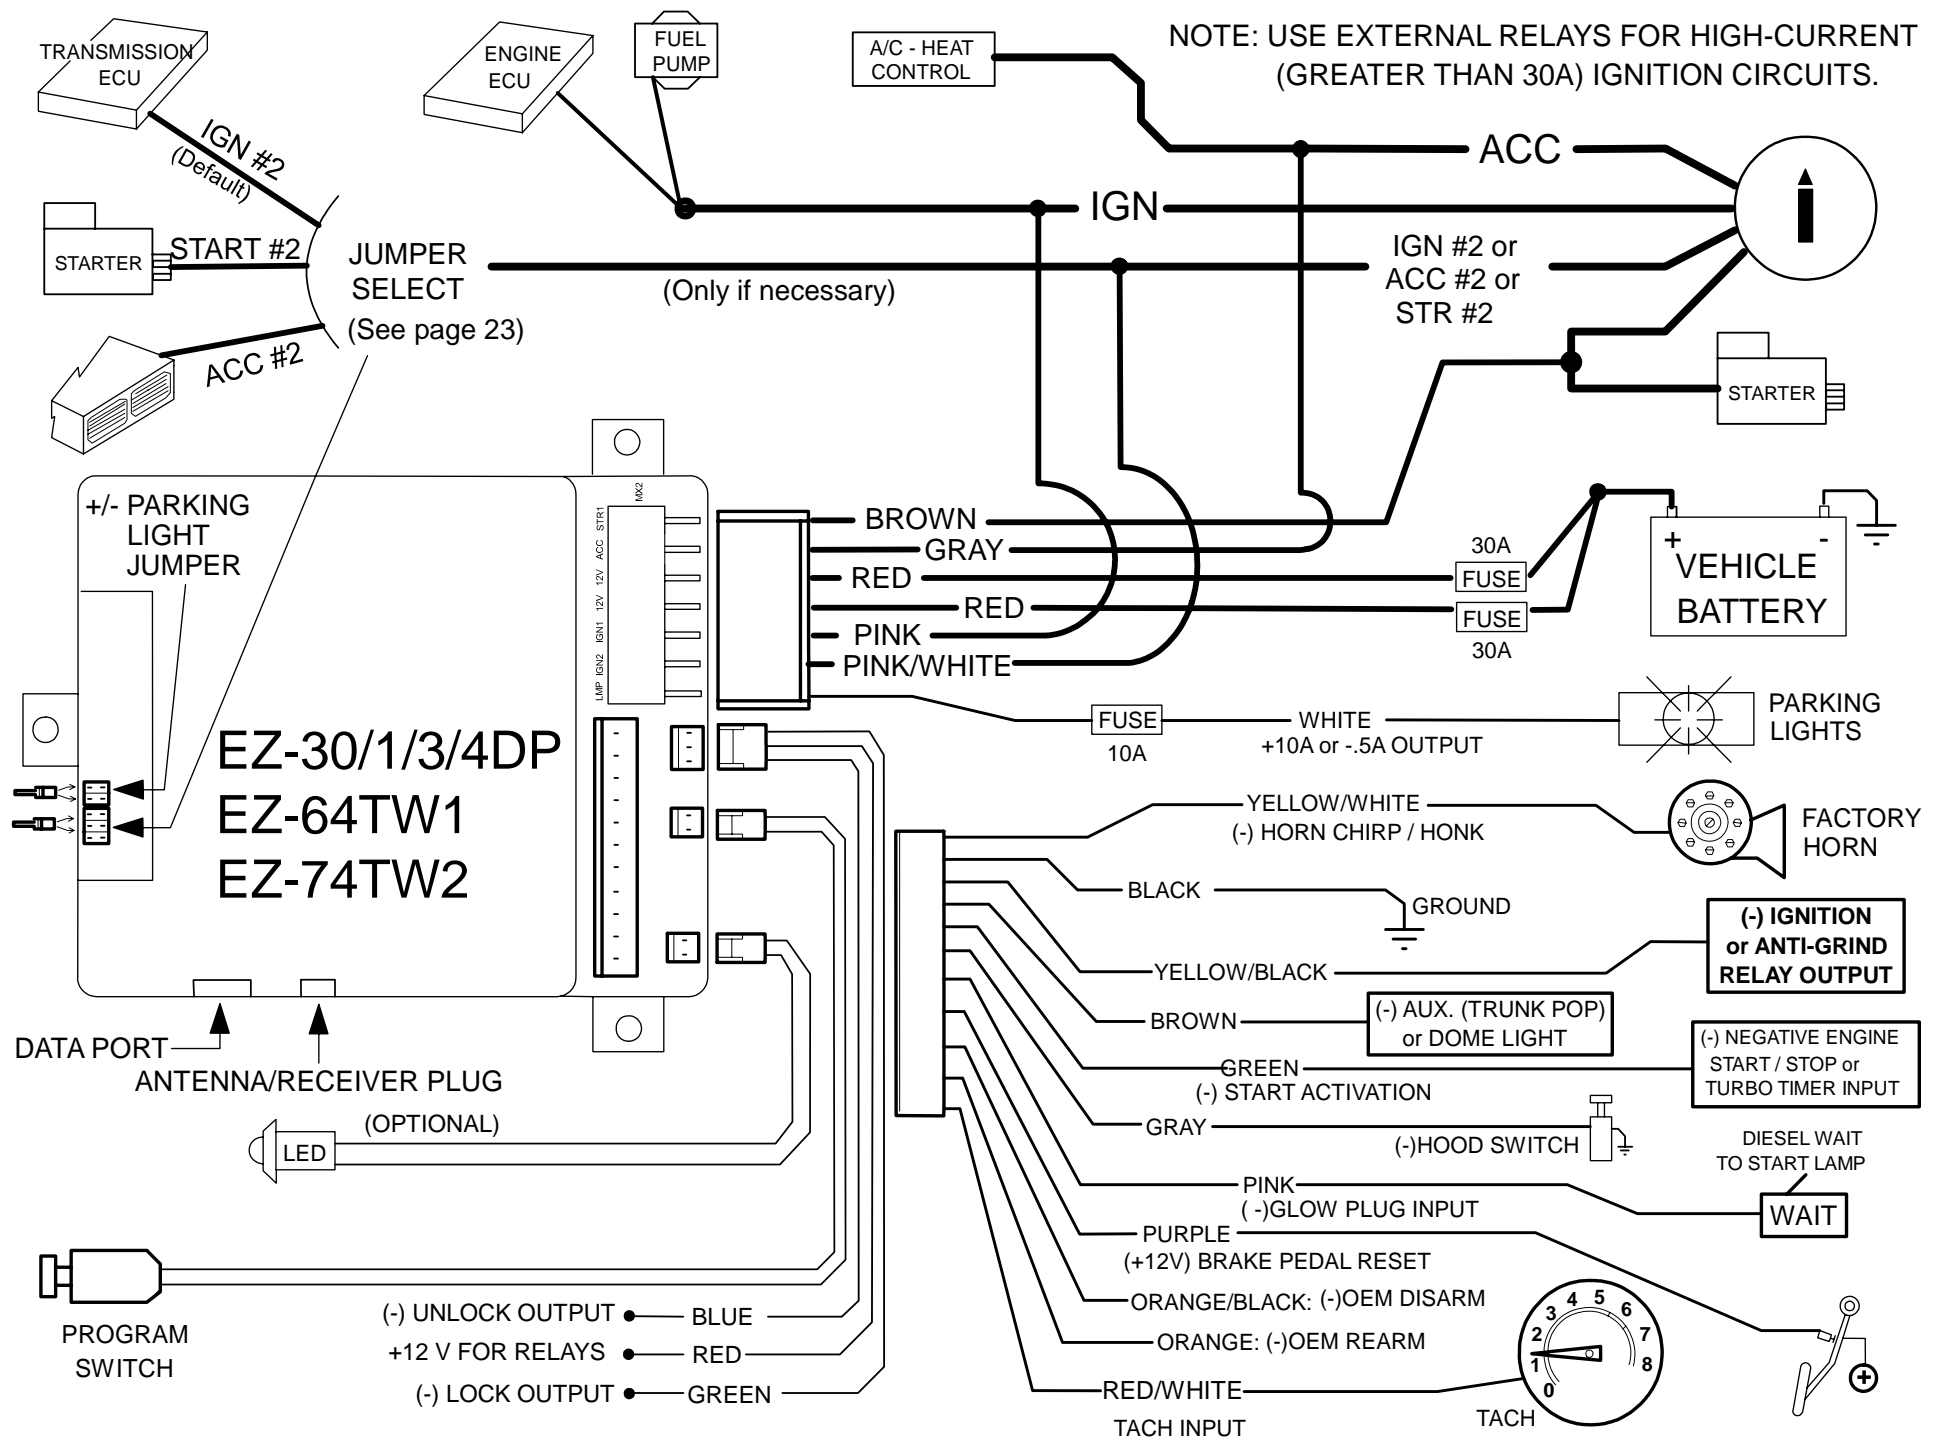 NOTE: USE EXTERNAL RELAYS FOR HIGH-CURRENT
(GREATER THAN 30A) IGNITION CIRCUITS.
TRANSMISSION
ECU
ENGINE
ECU
FUEL
PUMP
A/C - HEAT
CONTROL
IGN #2
(Default)
ACC
IGN
STARTER
START #2
JUMPER
SELECT
(See page 23)
(Only if necessary)
IGN #2 or
ACC #2 or
STR #2
ACC #2
STARTER
+/- PARKING
LIGHT
JUMPER
MX2
STR1
ACC
12V
12V
IGN1
IGN2
LMP
BROWN
GRAY
RED
RED
PINK
PINK/WHITE
30A
FUSE
FUSE
30A
+ -
VEHICLE
BATTERY
EZ-30/1/3/4DP
EZ-64TW1
EZ-74TW2
FUSE
10A
WHITE
+10A or -.5A OUTPUT
PARKING
LIGHTS
YELLOW/WHITE
(-) HORN CHIRP / HONK
FACTORY
HORN
BLACK
GROUND
(-) IGNITION
or ANTI-GRIND
RELAY OUTPUT
YELLOW/BLACK
BROWN
(-) AUX. (TRUNK POP)
or DOME LIGHT
GREEN
(-) START ACTIVATION
(-) NEGATIVE ENGINE
START / STOP or
TURBO TIMER INPUT
DATA PORT
ANTENNA/RECEIVER PLUG
(OPTIONAL)
LED
GRAY
(-)HOOD SWITCH
DIESEL WAIT
TO START LAMP
PINK
( -)GLOW PLUG INPUT
WAIT
PURPLE
(+12V) BRAKE PEDAL RESET
ORANGE/BLACK: (-)OEM DISARM
ORANGE: (-)OEM REARM
RED/WHITE
TACH INPUT
TACH
0
1
2
3
4
5
6
7
8
+
PROGRAM
SWITCH
(-) UNLOCK OUTPUT
BLUE
+12 V FOR RELAYS
RED
(-) LOCK OUTPUT
GREEN